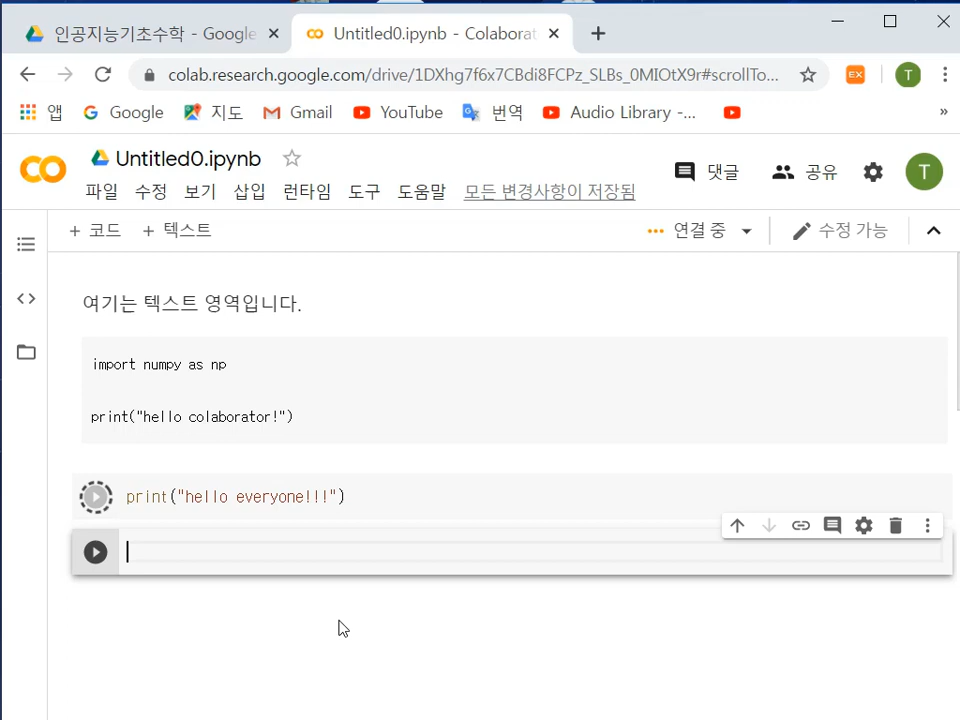 인공지능기초수학 - Google
Untitled0.ipynb - Colaborat
colab.research.google.com/drive/1DXhg7f6x7CBdi8FCPz_SLBs_0MIOtX9r#scrollTo...
EX
T
앱
Google
지도
Gmail
YouTube
번역
Audio Library -...
»
CO
Untitled0.ipynb
댓글
공유
T
파일 수정 보기 삽입 런타임 도구 도움말 모든 변경사항이 저장됨
+ 코드 + 텍스트
연결 중
수정 가능
여기는 텍스트 영역입니다.
import numpy as np
print("hello colaborator!")
print("hello everyone!!!")